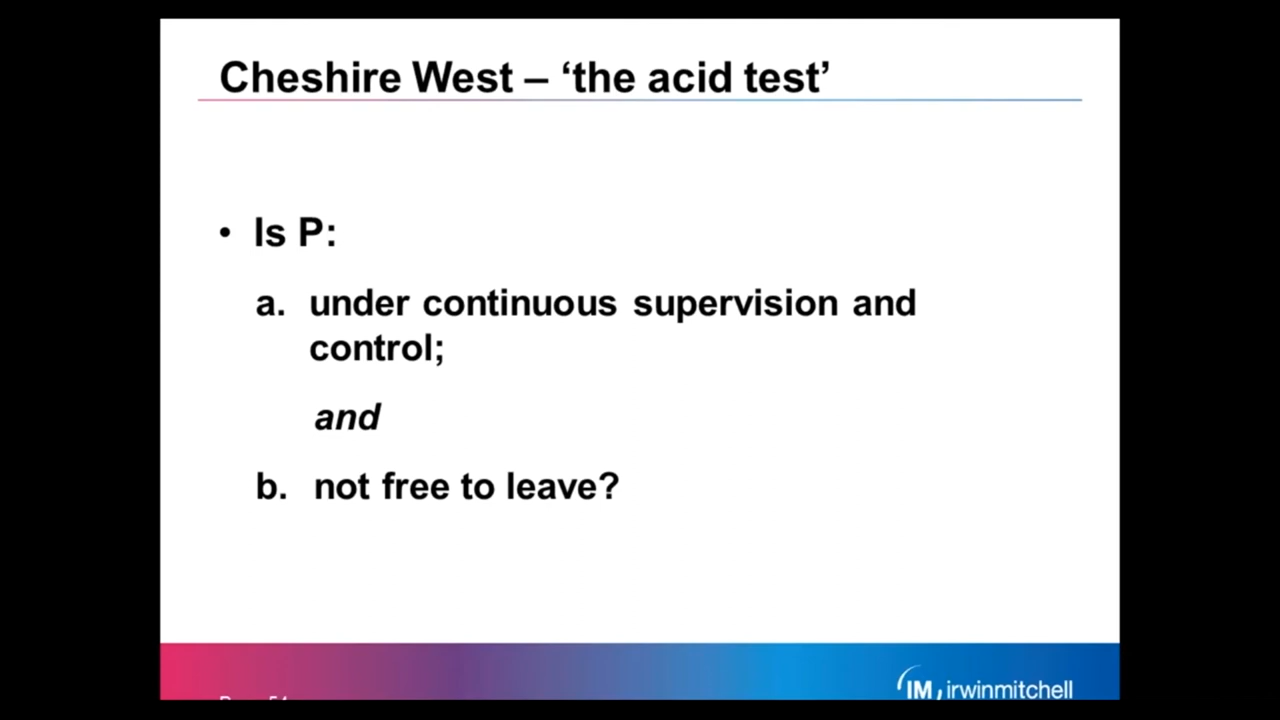 Cheshire West – ‘the acid test’
• Is P:
a. under continuous supervision and
control;
and
b. not free to leave?
IM irwinmitchell